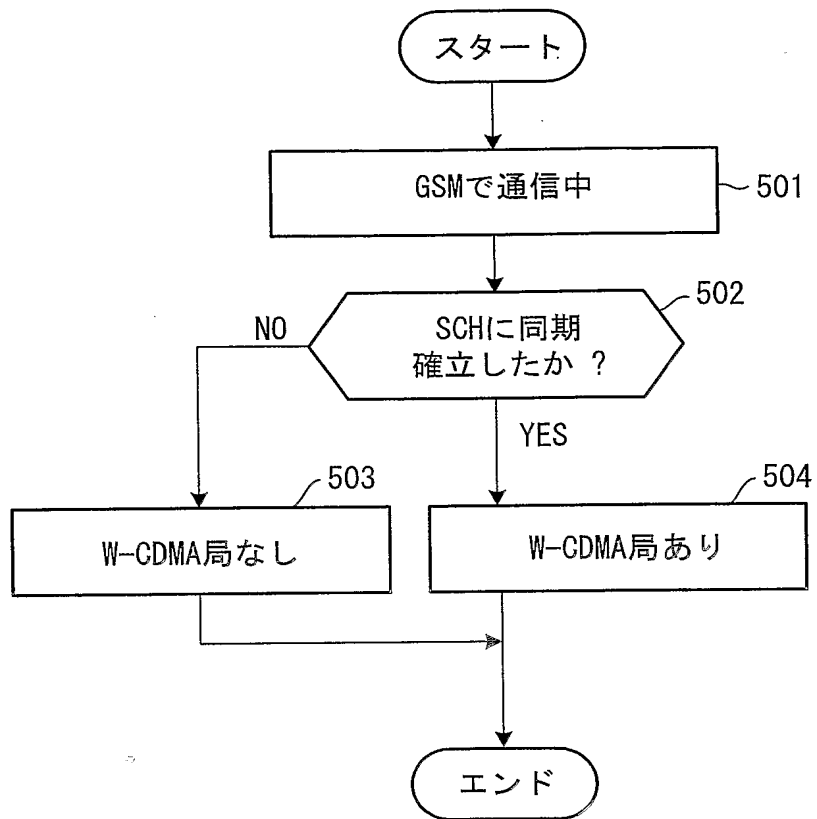 スタート
GSMで通信中
501
502
SCHに同期
確立したか ?
NO
YES
503
504
W-CDMA局なし
W-CDMA局あり
エンド